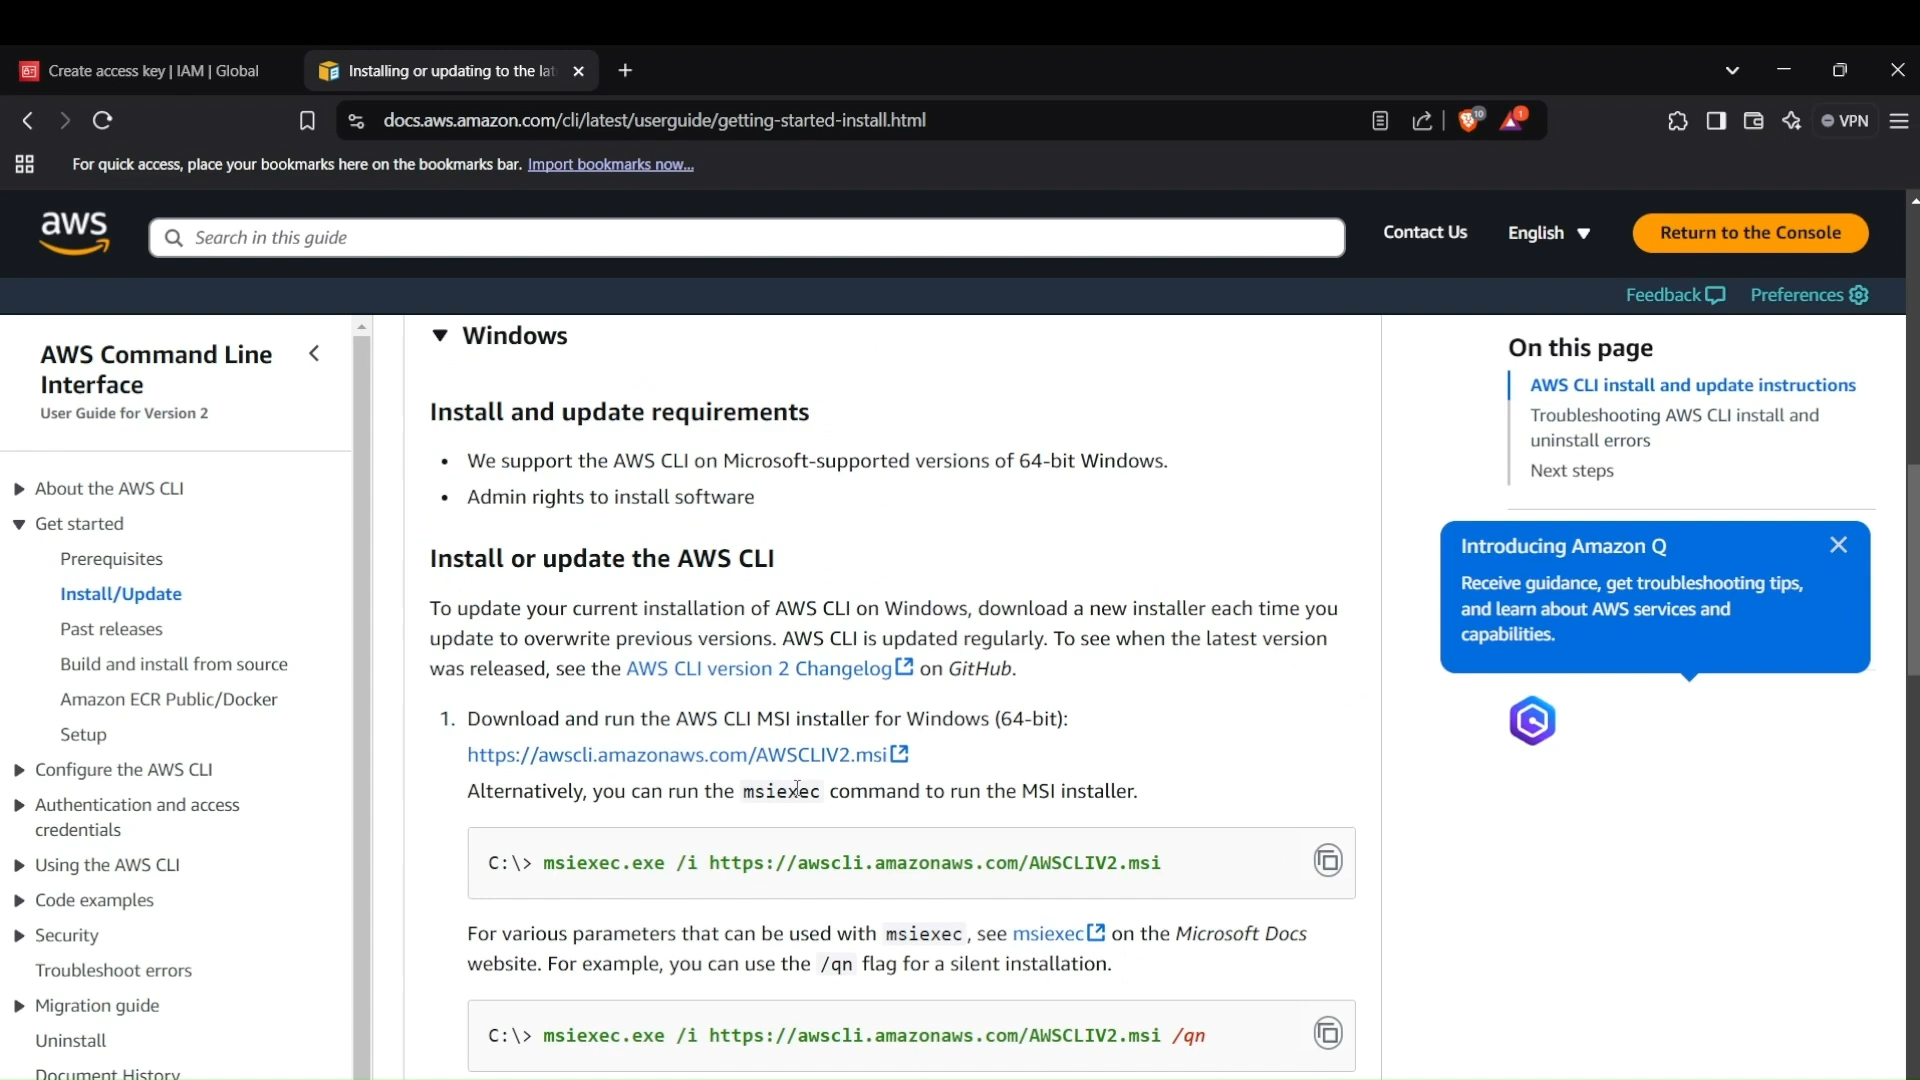 Create access key | IAM | Global
Installing or updating to the lat
docs.aws.amazon.com/cli/latest/userguide/getting-started-install.html
10
1
VPN
For quick access, place your bookmarks here on the bookmarks bar. Import bookmarks now...
aws
Search in this guide
Contact Us
English
Return to the Console
Feedback
Preferences
AWS Command Line
Interface
User Guide for Version 2
About the AWS CLI
Get started
Prerequisites
Install/Update
Past releases
Build and install from source
Amazon ECR Public/Docker
Setup
Configure the AWS CLI
Authentication and access
credentials
Using the AWS CLI
Code examples
Security
Troubleshoot errors
Migration guide
Uninstall
Document History
Windows
Install and update requirements
• We support the AWS CLI on Microsoft-supported versions of 64-bit Windows.
• Admin rights to install software
Install or update the AWS CLI
To update your current installation of AWS CLI on Windows, download a new installer each time you
update to overwrite previous versions. AWS CLI is updated regularly. To see when the latest version
was released, see the AWS CLI version 2 Changelog on GitHub.
1. Download and run the AWS CLI MSI installer for Windows (64-bit):
https://awscli.amazonaws.com/AWSCLIV2.msi
Alternatively, you can run the msiexec command to run the MSI installer.
C:\> msiexec.exe /i https://awscli.amazonaws.com/AWSCLIV2.msi
For various parameters that can be used with msiexec, see msiexec on the Microsoft Docs
website. For example, you can use the /qn flag for a silent installation.
C:\> msiexec.exe /i https://awscli.amazonaws.com/AWSCLIV2.msi /qn
On this page
AWS CLI install and update instructions
Troubleshooting AWS CLI install and
uninstall errors
Next steps
Introducing Amazon Q
Receive guidance, get troubleshooting tips,
and learn about AWS services and
capabilities.